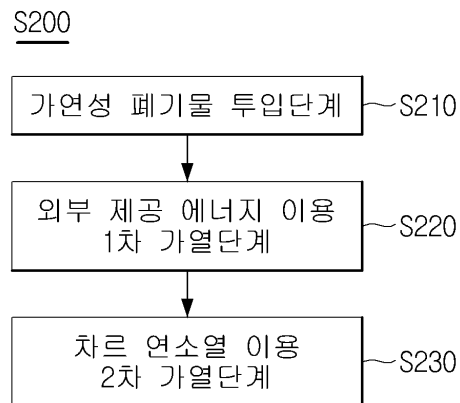 S200
가연성 폐기물 투입단계
S210
외부 제공 에너지 이용
1차 가열단계
S220
차르 연소열 이용
2차 가열단계
S230